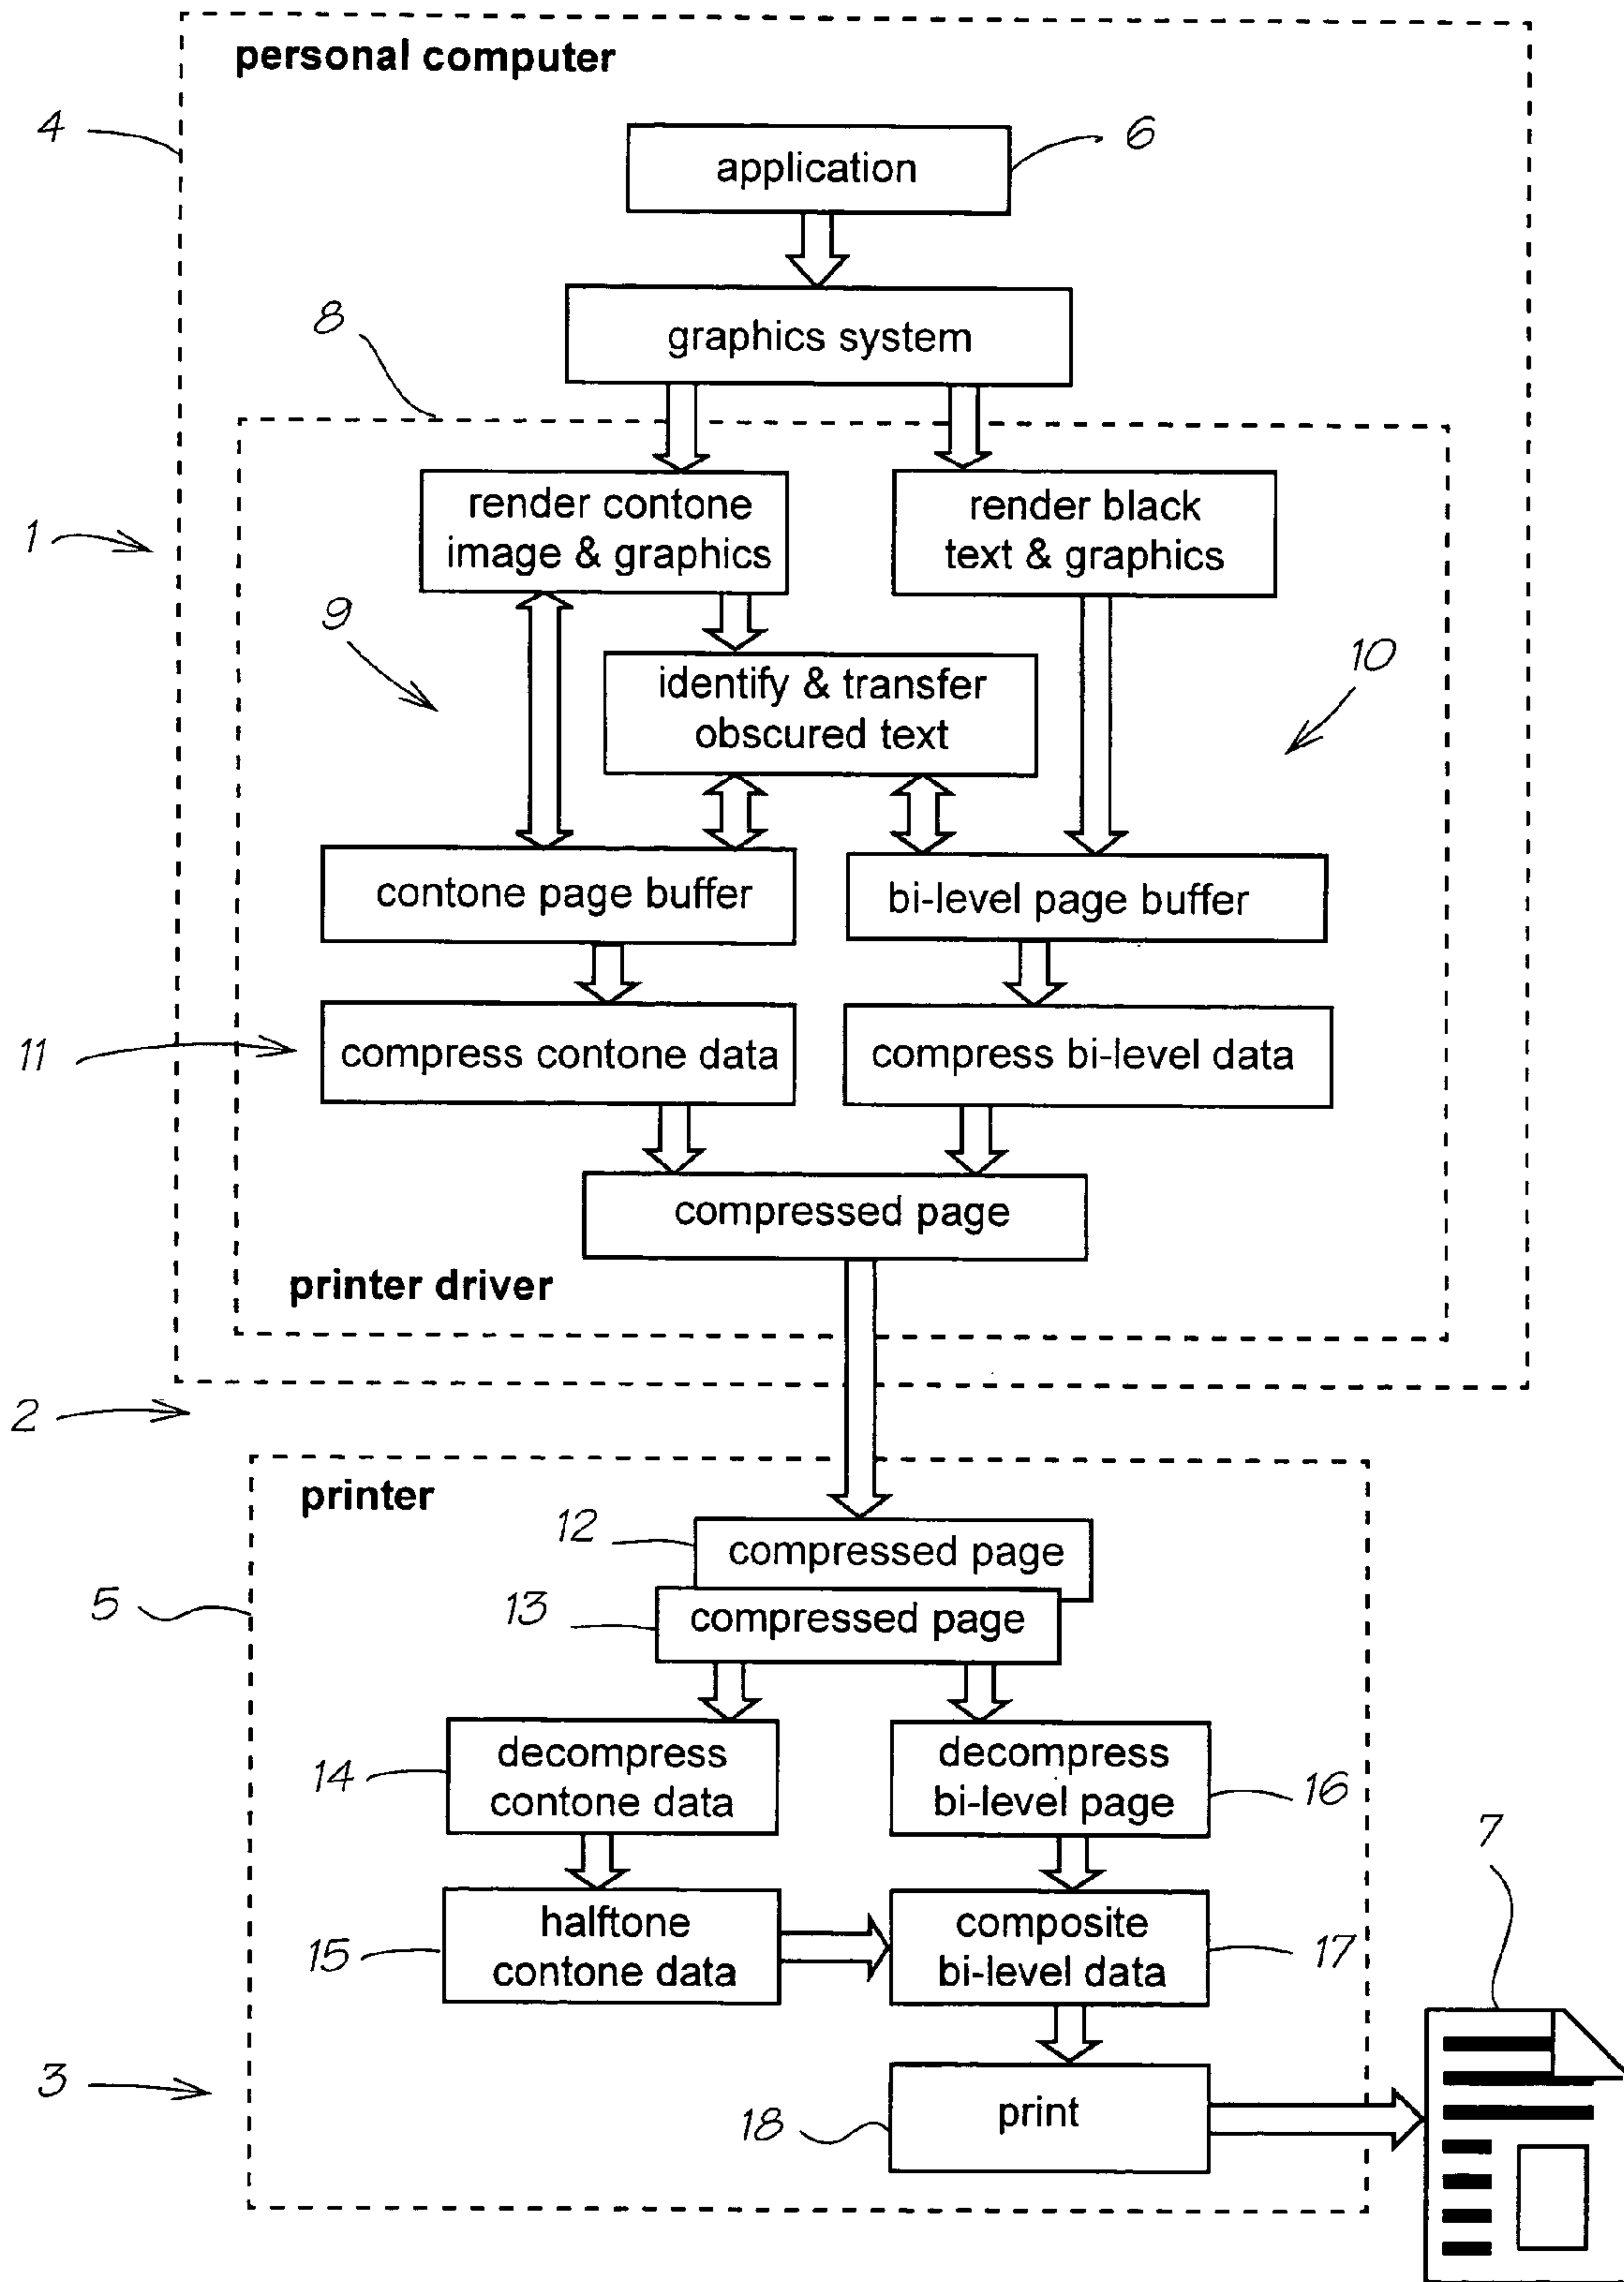 personal computer
4
application
6
graphics system
8
render contone
image & graphics
render black
text & graphics
1
9
identify & transfer
obscured text
10
contone page buffer
bi-level page buffer
11
compress contone data
compress bi-level data
compressed page
printer driver
2
printer
12
compressed page
5
13
compressed page
14
decompress
contone data
decompress
bi-level page
16
7
15
halftone
contone data
composite
bi-level data
17
3
18
print